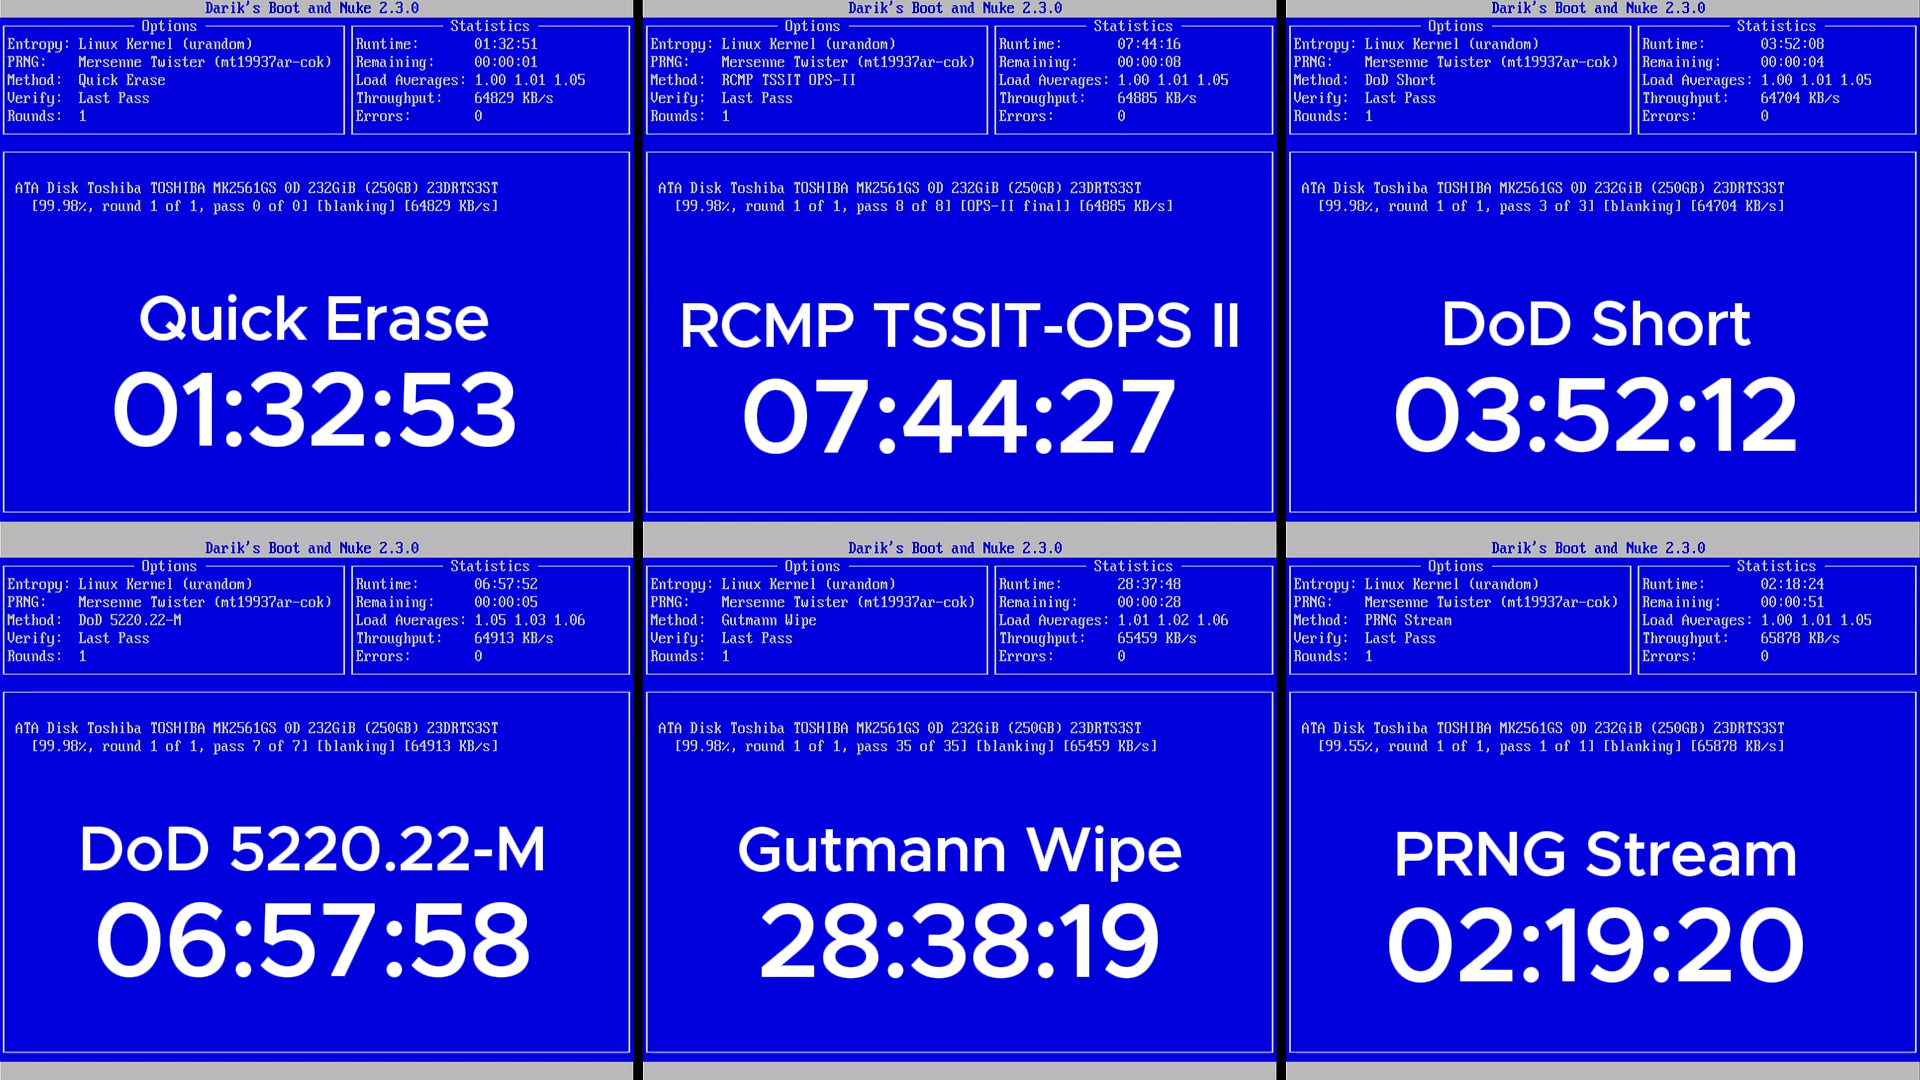 Darik's Boot and Nuke 2.3.0
Options
Entropy: Linux Kernel (urandom)
PRNG: Mersenne Twister (mt19937ar-cok)
Method: Quick Erase
Verify: Last Pass
Rounds: 1
Statistics
Runtime: 01:32:51
Remaining: 00:00:01
Load Averages: 1.00 1.01 1.05
Throughput: 64829 KB/s
Errors: 0
ATA Disk Toshiba TOSHIBA MK2561GS 0D 232GiB (250GB) 23DRTS3ST
[99.98%, round 1 of 1, pass 0 of 0] [blanking] [64829 KB/s]
Quick Erase
01:32:53
Darik's Boot and Nuke 2.3.0
Options
Entropy: Linux Kernel (urandom)
PRNG: Mersenne Twister (mt19937ar-cok)
Method: RCMP TSSIT OPS-II
Verify: Last Pass
Rounds: 1
Statistics
Runtime: 07:44:16
Remaining: 00:00:08
Load Averages: 1.00 1.01 1.05
Throughput: 64885 KB/s
Errors: 0
ATA Disk Toshiba TOSHIBA MK2561GS 0D 232GiB (250GB) 23DRTS3ST
[99.98%, round 1 of 1, pass 8 of 8] [OPS-II final] [64885 KB/s]
RCMP TSSIT-OPS II
07:44:27
Darik's Boot and Nuke 2.3.0
Options
Entropy: Linux Kernel (urandom)
PRNG: Mersenne Twister (mt19937ar-cok)
Method: DoD Short
Verify: Last Pass
Rounds: 1
Statistics
Runtime: 03:52:08
Remaining: 00:00:04
Load Averages: 1.00 1.01 1.05
Throughput: 64704 KB/s
Errors: 0
ATA Disk Toshiba TOSHIBA MK2561GS 0D 232GiB (250GB) 23DRTS3ST
[99.98%, round 1 of 1, pass 3 of 3] [blanking] [64704 KB/s]
DoD Short
03:52:12
Darik's Boot and Nuke 2.3.0
Options
Entropy: Linux Kernel (urandom)
PRNG: Mersenne Twister (mt19937ar-cok)
Method: DoD 5220.22-M
Verify: Last Pass
Rounds: 1
Statistics
Runtime: 06:57:52
Remaining: 00:00:05
Load Averages: 1.05 1.03 1.06
Throughput: 64913 KB/s
Errors: 0
ATA Disk Toshiba TOSHIBA MK2561GS 0D 232GiB (250GB) 23DRTS3ST
[99.98%, round 1 of 1, pass 7 of 7] [blanking] [64913 KB/s]
DoD 5220.22-M
06:57:58
Darik's Boot and Nuke 2.3.0
Options
Entropy: Linux Kernel (urandom)
PRNG: Mersenne Twister (mt19937ar-cok)
Method: Gutmann Wipe
Verify: Last Pass
Rounds: 1
Statistics
Runtime: 28:37:48
Remaining: 00:00:28
Load Averages: 1.01 1.02 1.06
Throughput: 65459 KB/s
Errors: 0
ATA Disk Toshiba TOSHIBA MK2561GS 0D 232GiB (250GB) 23DRTS3ST
[99.98%, round 1 of 1, pass 35 of 35] [blanking] [65459 KB/s]
Gutmann Wipe
28:38:19
Darik's Boot and Nuke 2.3.0
Options
Entropy: Linux Kernel (urandom)
PRNG: Mersenne Twister (mt19937ar-cok)
Method: PRNG Stream
Verify: Last Pass
Rounds: 1
Statistics
Runtime: 02:18:24
Remaining: 00:00:51
Load Averages: 1.00 1.01 1.05
Throughput: 65878 KB/s
Errors: 0
ATA Disk Toshiba TOSHIBA MK2561GS 0D 232GiB (250GB) 23DRTS3ST
[99.55%, round 1 of 1, pass 1 of 1] [blanking] [65878 KB/s]
PRNG Stream
02:19:20